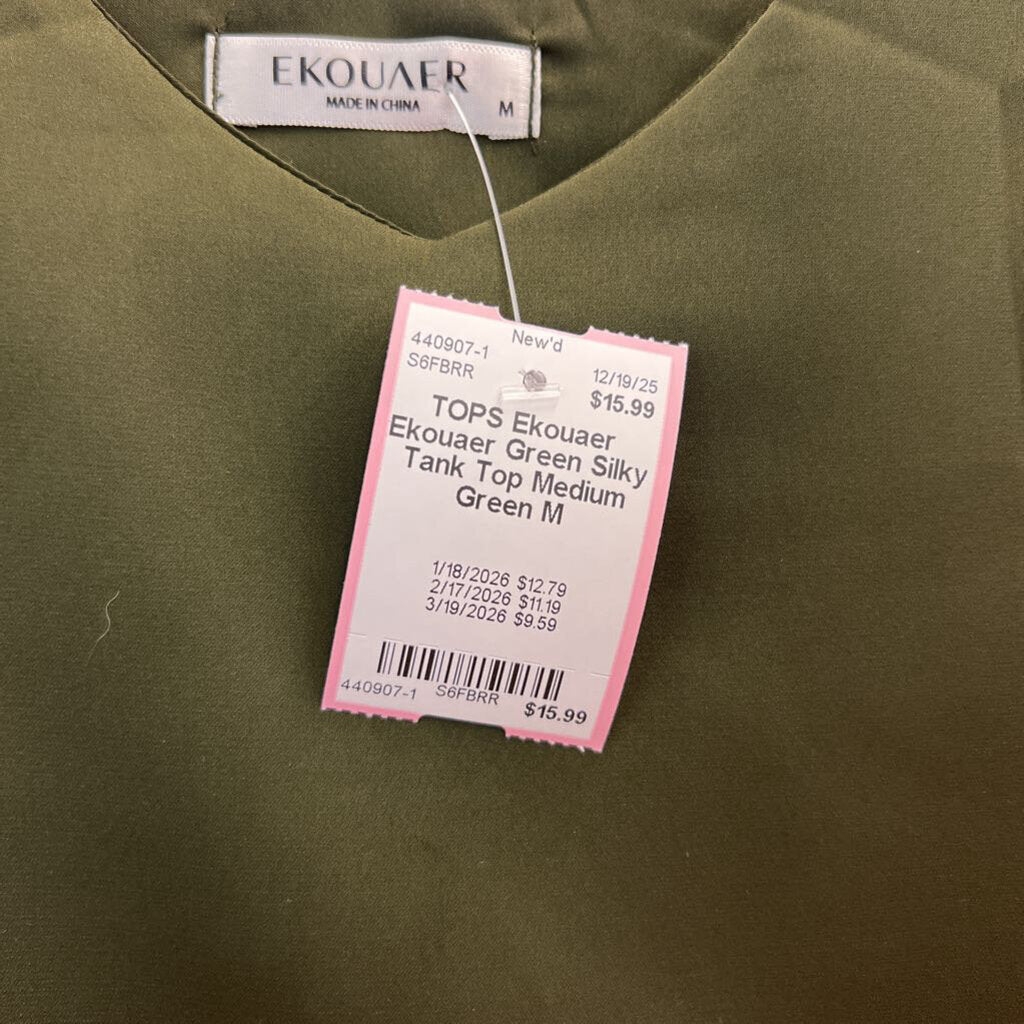 EKOUAER
MADE IN CHINA
M
New'd
440907-1
S6FBRR
12/19/25
$15.99
TOPS Ekouaer
Ekouaer Green Silky
Tank Top Medium
Green M
1/18/2026 $12.79
2/17/2026 $11.19
3/19/2026 $9.59
440907-1 S6FBRR
$15.99